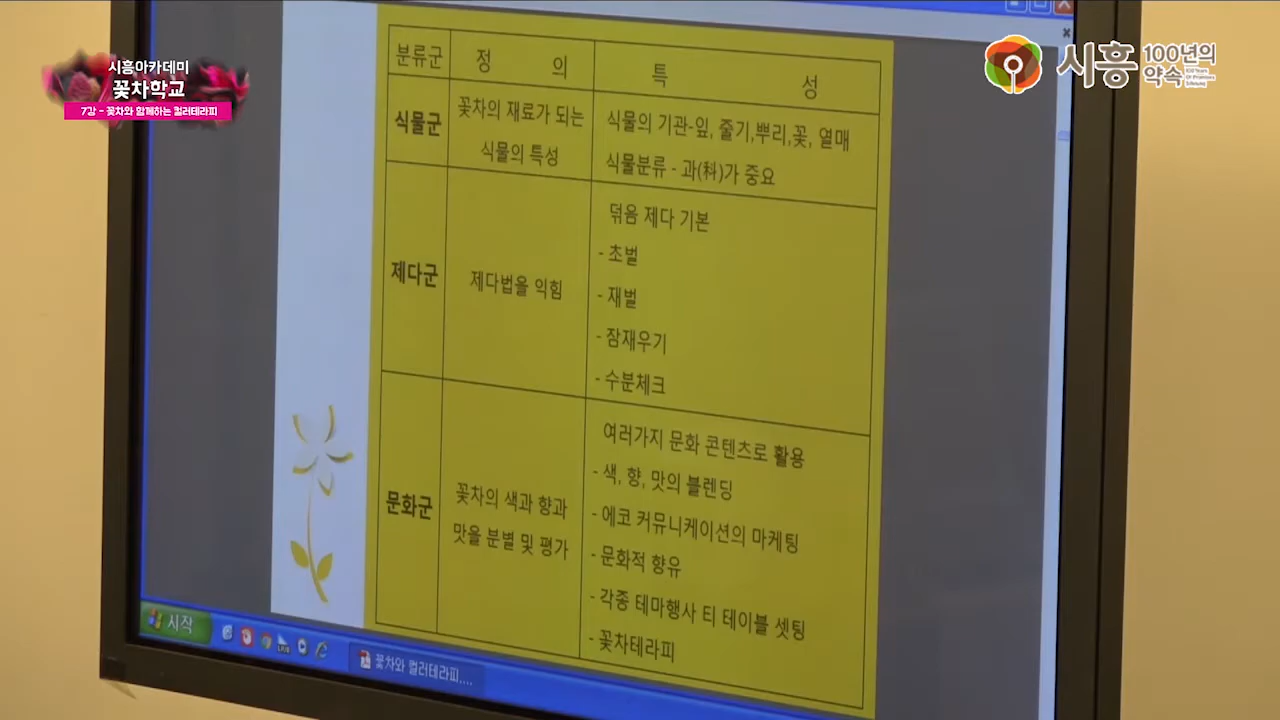 시흥아카데미
꽃차학교
7강 - 꽃차와 함께하는 컬러테라피
시흥 100년의 약속
분류군 정 의 특 성
식물군
꽃차의 재료가 되는
식물의 특성
식물의 기관-잎, 줄기,뿌리,꽃, 열매
식물분류 - 과(科)가 중요
제다군
제다법을 익힘
덖음 제다 기본
- 초벌
- 재벌
- 잠재우기
- 수분체크
문화군
꽃차의 색과 향과
맛을 분별 및 평가
여러가지 문화 콘텐츠로 활용
- 색, 향, 맛의 블렌딩
- 에코 커뮤니케이션의 마케팅
- 문화적 향유
- 각종 테마행사 티 테이블 셋팅
- 꽃차테라피
시작
꽃차와 컬러테라피....